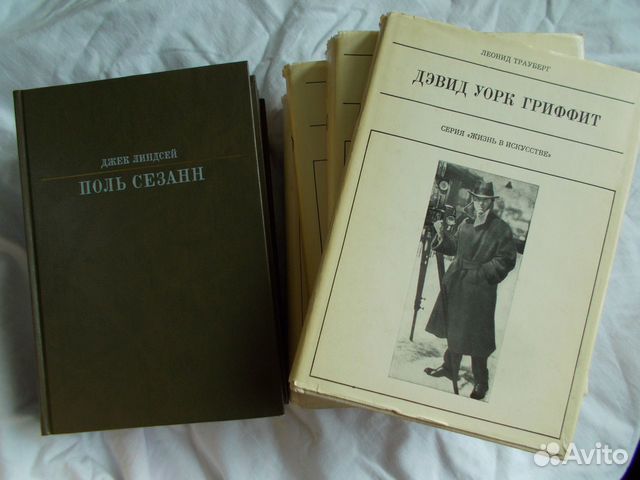 ДЖЕК ЛИНДСЕЙ
ПОЛЬ СЕЗАНН
ЛЕОНИД ТРАУБЕРГ
ДЭВИД УОРК ГРИФФИТ
СЕРИЯ «ЖИЗНЬ В ИСКУССТВЕ»
Avito